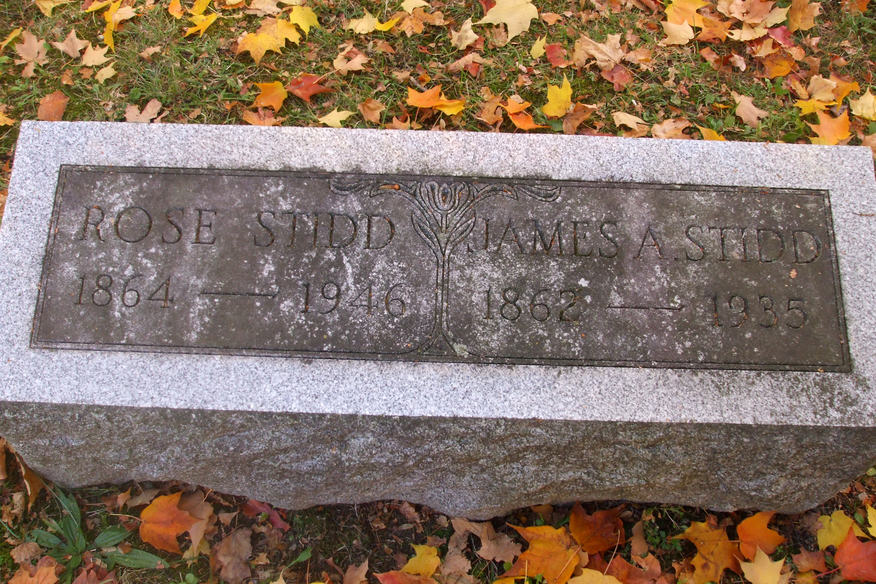 ROSE STIDD JAMES A. STIDD
1864 — 1946 1862 — 1935